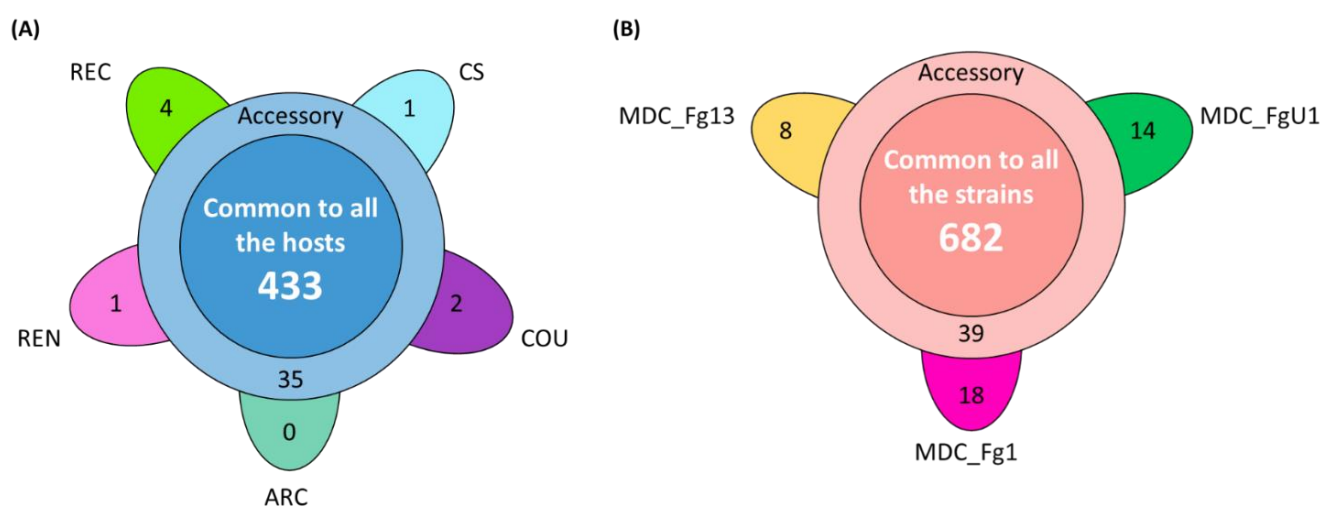 (A)
REC
4
CS
1
Accessory
Common to all
the hosts
433
REN
1
2
COU
35
0
ARC
(B)
Accessory
MDC_Fg13
8
14
MDC_FgU1
Common to all
the strains
682
39
18
MDC_Fg1